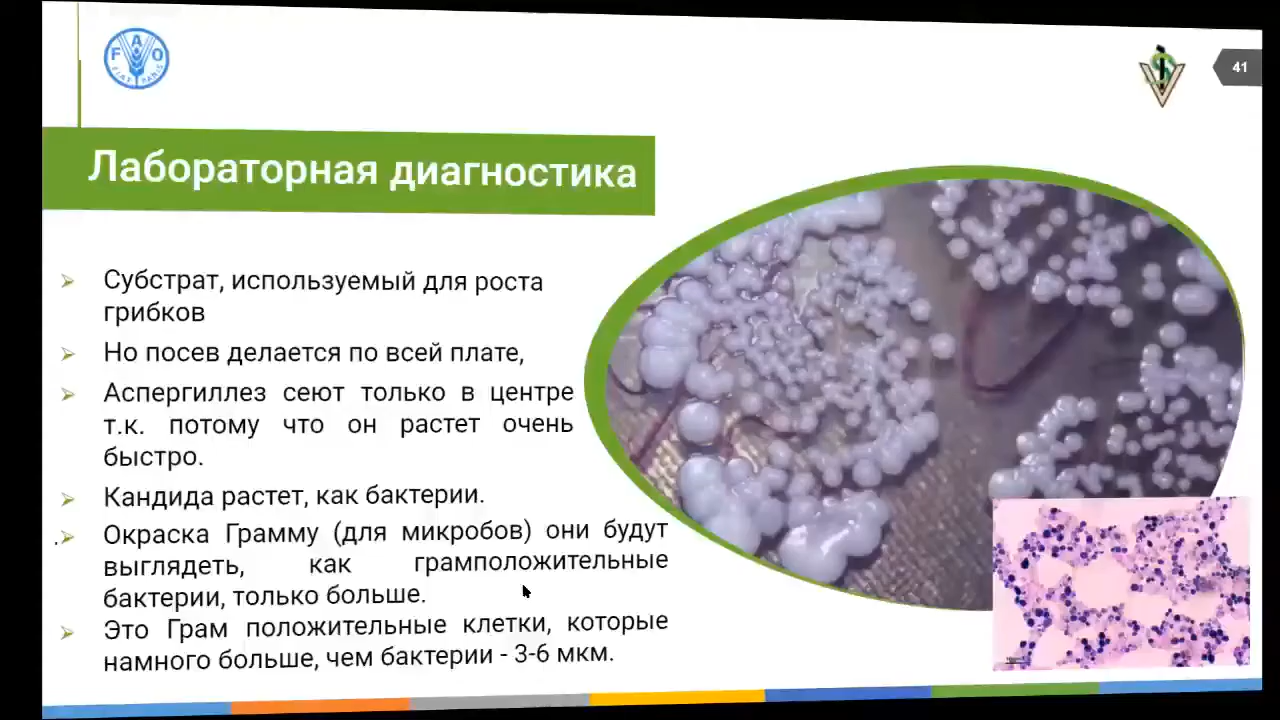 F A O
FIAT PANIS
41
Лабораторная диагностика
Субстрат, используемый для роста
грибков
Но посев делается по всей плате,
Аспергиллез сеют только в центре
т.к. потому что он растет очень
быстро.
Кандида растет, как бактерии.
Окраска Грамму (для микробов) они будут
выглядеть, как грамположительные
бактерии, только больше.
Это Грам положительные клетки, которые
намного больше, чем бактерии - 3-6 мкм.